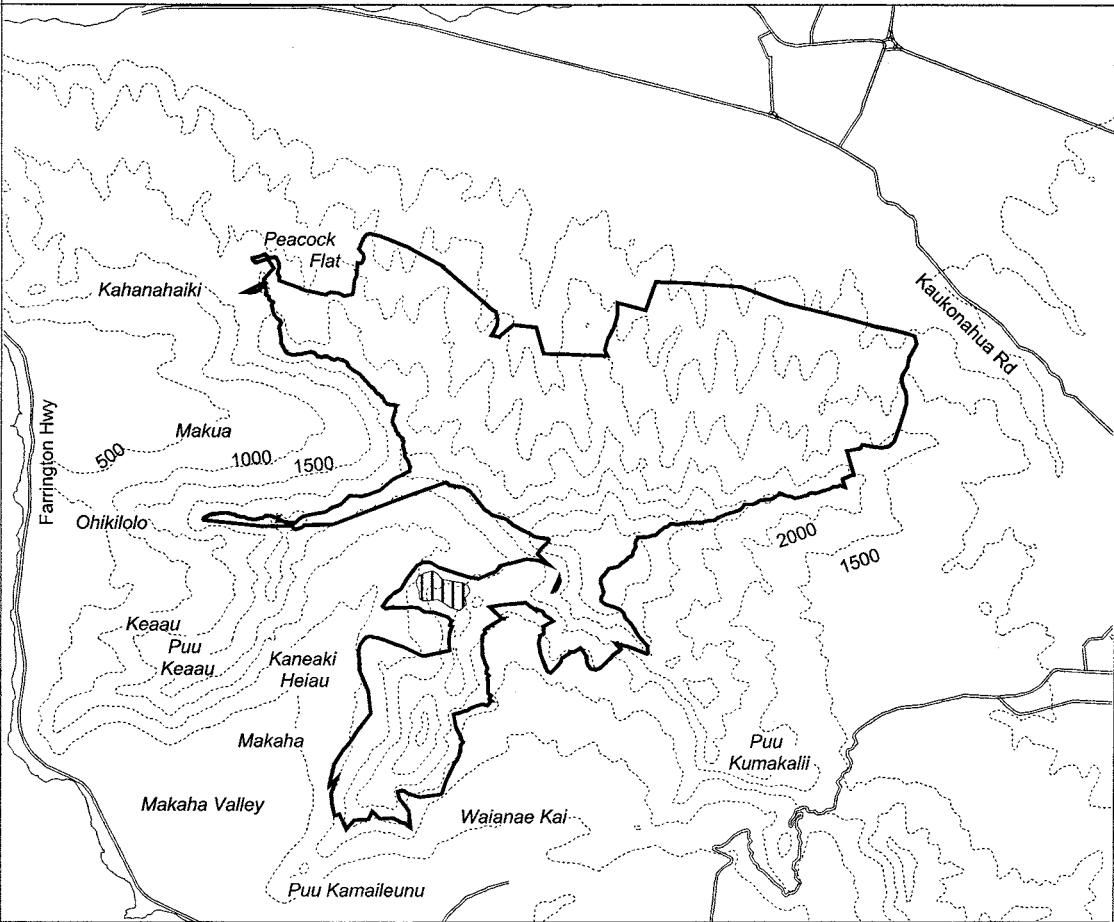 Peacock
Flat
Kahanahaiki
Kaukonahua Rd
Farrington Hwy
Makua
500
1000
1500
Ohikilolo
2000
1500
Keaau
Puu
Keaau
Kaneaki
Heiau
Makaha
Puu
Kumakalii
Makaha Valley
Waianae Kai
Puu Kamaileunu